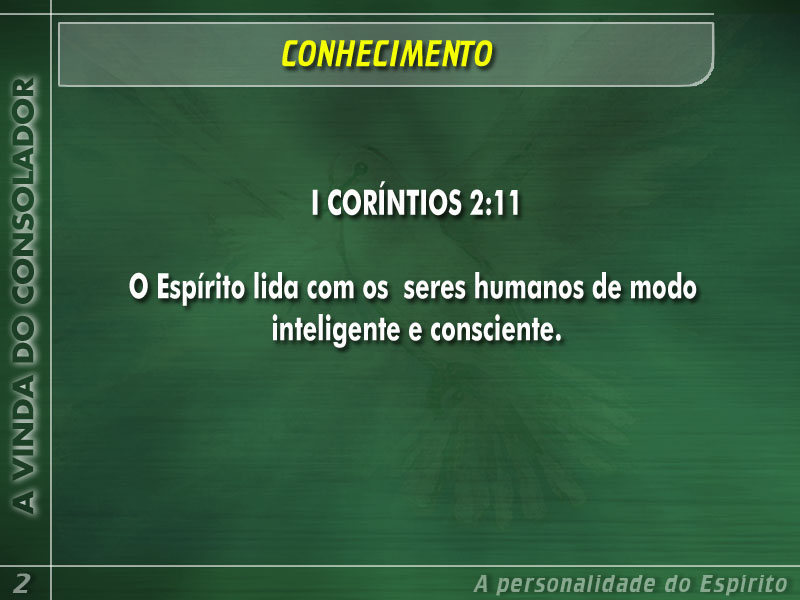 CONHECIMENTO
A VINDA DO CONSOLADOR
I CORÍNTIOS 2:11
O Espírito lida com os  seres humanos de modo
inteligente e consciente.
2
A personalidade do Espírito